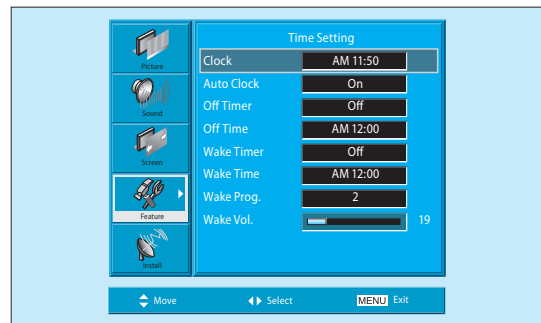 Picture
Sound
Screen
Feature
Install
Time Setting
Clock AM 11:50
Auto Clock On
Off Timer Off
Off Time AM 12:00
Wake Timer Off
Wake Time AM 12:00
Wake Prog. 2
Wake Vol. 19
Move Select MENU Exit